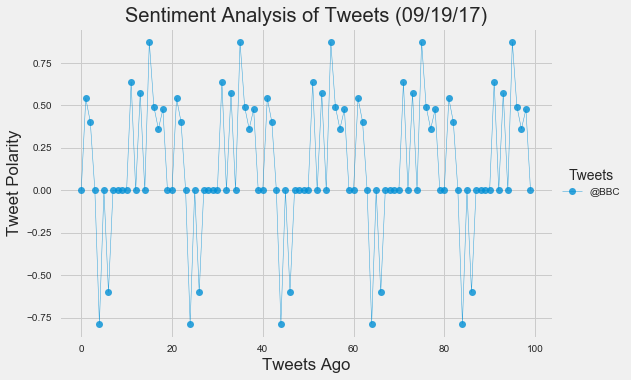 Sentiment Analysis of Tweets (09/19/17)
Tweet Polarity
0.75
0.50
0.25
0.00
−0.25
−0.50
−0.75
0
20
40
60
80
100
Tweets Ago
Tweets
@BBC